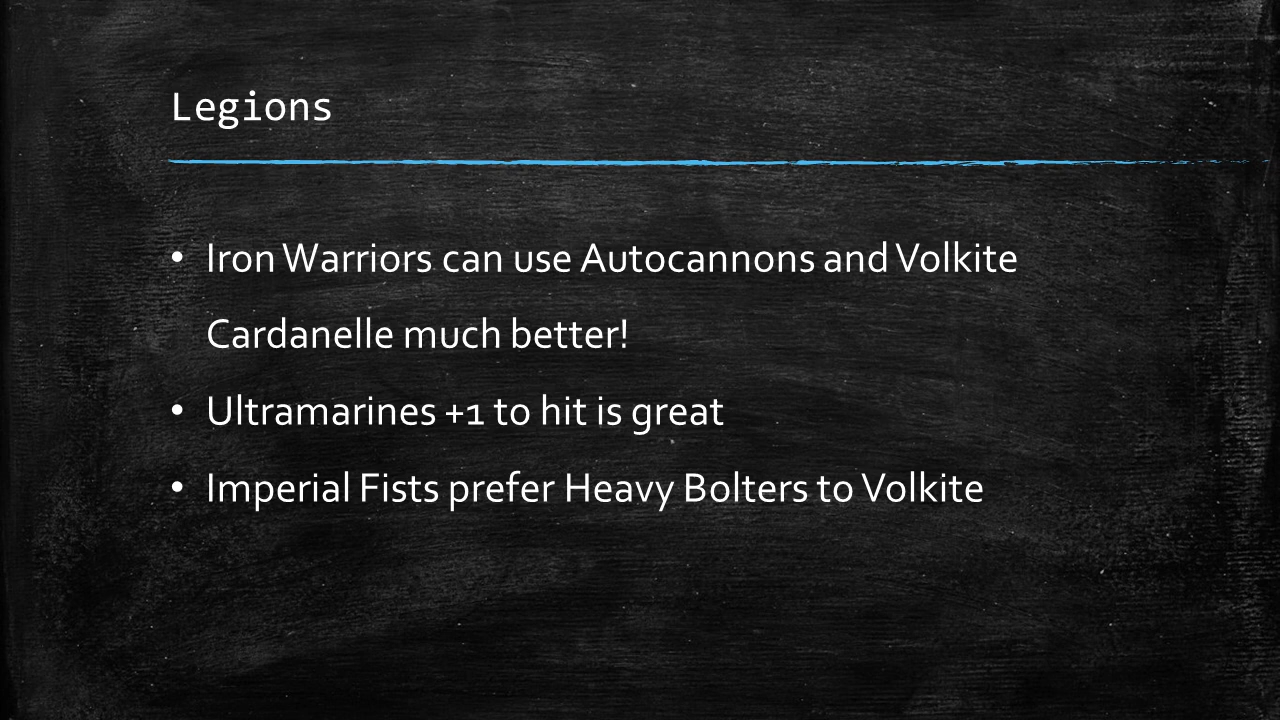 Legions
• Iron Warriors can use Autocannons and Volkite
Cardanelle much better!
• Ultramarines +1 to hit is great
• Imperial Fists prefer Heavy Bolters to Volkite